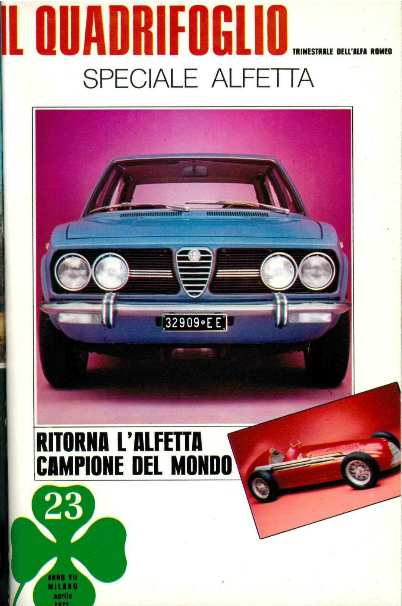 IL QUADRIFOGLIO
TRIMESTRALE DELL'ALFA ROMEO
SPECIALE ALFETTA
32909•EE
RITORNA L'ALFETTA
CAMPIONE DEL MONDO
23
ANNO VII
MILANO
aprile
1972